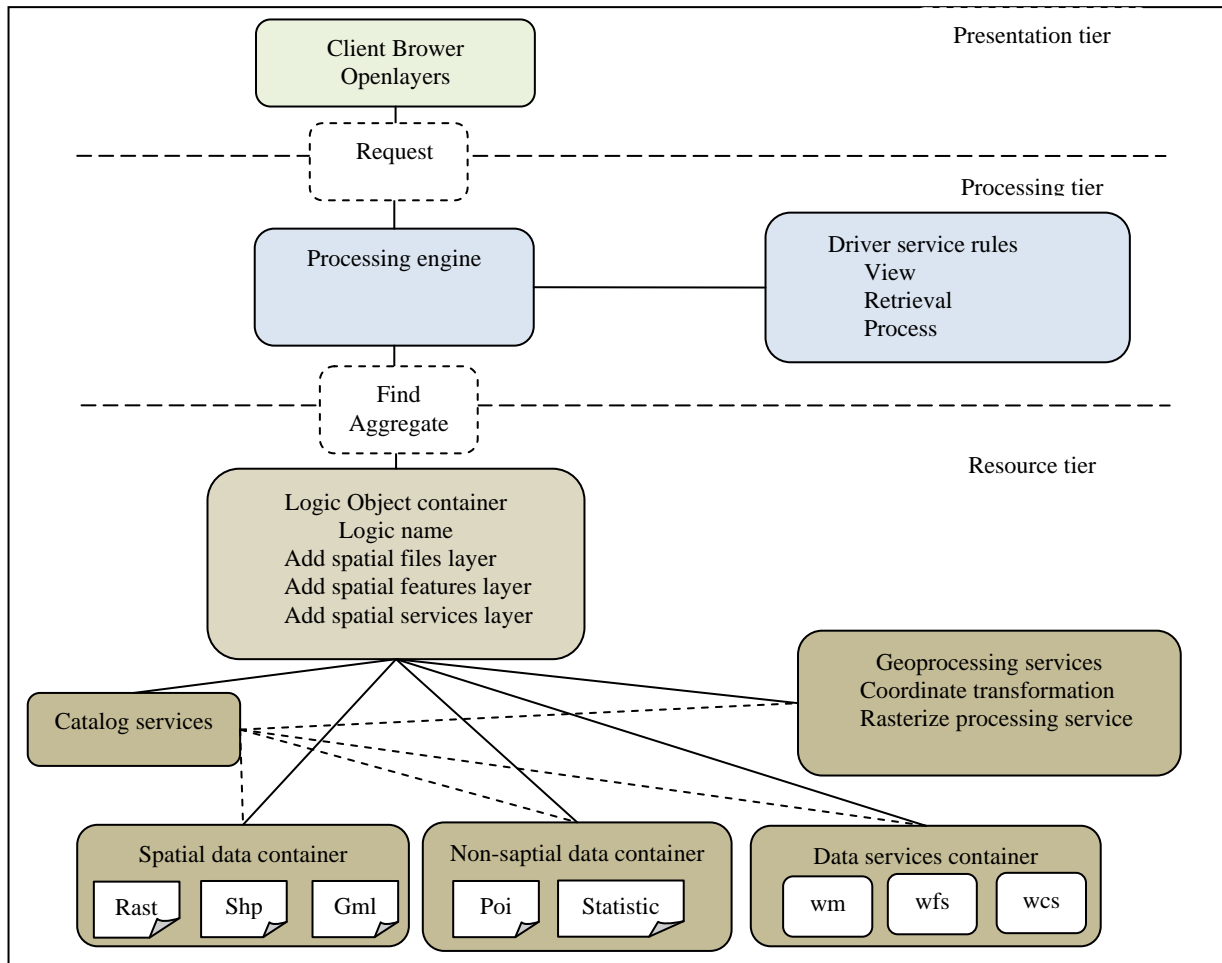 Presentation tier
Client Brower
Openlayers
Request
Processing tier
Processing engine
Driver service rules
View
Retrieval
Process
Find
Aggregate
Resource tier
Logic Object container
Logic name
Add spatial files layer
Add spatial features layer
Add spatial services layer
Geoprocessing services
Coordinate transformation
Rasterize processing service
Catalog services
Spatial data container
Rast
Shp
Gml
Non-saptial data container
Poi
Statistic
Data services container
wm
wfs
wcs